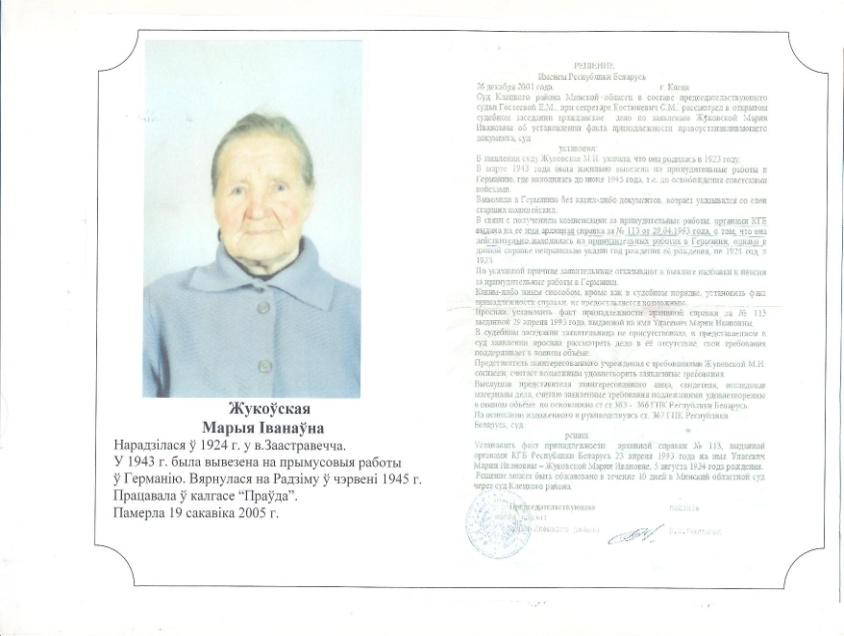 Жукоўская
Марыя Іванаўна
Нарадзілася ў 1924 г. у в.Заастравечча.
У 1943 г. была вывезена на прымусовыя работы
ў Германію. Вярнулася на Радзіму ў чэрвені 1945 г.
Працавала ў калгасе “Праўда”.
Памерла 19 сакавіка 2005 г.
РЕШЕНИЕ
Именем Республики Беларусь
26 декабря 2001 года. г. Клецк
Суд Клецкого района Минской области в составе председательствующего
судьи Е.М., при секретаре Костюкевич С.М., рассмотрел в открытом
судебном заседании гражданское дело по заявлению Жуковской Марии
Ивановны об установлении факта принадлежности правоустанавливающего
документа, суд
установил:
В заявлении суду Жуковская М.И. указала, что она родилась в 1923 году.
В марте 1943 года была насильно вывезена на принудительные работы в
Германию, где находилась до июня 1945 года, т.е. до освобождения советскими
войсками.
Вывозили в Германию без каких-либо документов, возраст указывался со слов
старших
В связи с получением компенсации за принудительные работы, органами КГБ
выдана на её имя архивная справка за № 113 от 29.04.1993 года, о том, что она
действительно находилась на принудительных работах в Германии, однако в
данной справке неправильно указан год рождения её рождения, не 1924 год, а
1923
По указанной причине заявительнице отказывают в выплате надбавки к пенсии
за принудительные работы в Германии.
Каким-либо иным способом, кроме как в судебном порядке, установить факт
принадлежности справки, не представляется возможным.
Просила установить факт принадлежности архивной справки за № 113
выданной 29 апреля 1993 года, выданной на имя Марии Ивановны.
В судебном заседании заявительница не присутствовала, в представленном в
суд заявлении просила рассмотреть дело в её отсутствие, свои требования
поддерживает в полном объёме.
Представитель заинтересованного учреждения с требованиями Жуковской М.И.
согласен, считает возможным удовлетворить заявленные требования.
Выслушав представителя заинтересованного лица, свидетеля, исследовав
материалы дела, считаю заявленные требования подлежащими удовлетворению
в полном объёме по основанию ст.ст.363 - 366 ГПК Республики Беларусь.
На основании изложенного и руководствуясь ст. 367 ГПК Республики
Беларусь, суд
решил:
Установить факт принадлежности архивной справки № 113, выданной
органами КГБ Республики Беларусь 23 апреля 1993 года на имя
Марии Ивановны – Жуковской Марии Ивановне, 5 августа 1924 года рождения.
Решение может быть обжаловано в течение 10 дней в Минский областной суд
через суд Клецкого района.
Председательствующая подпись